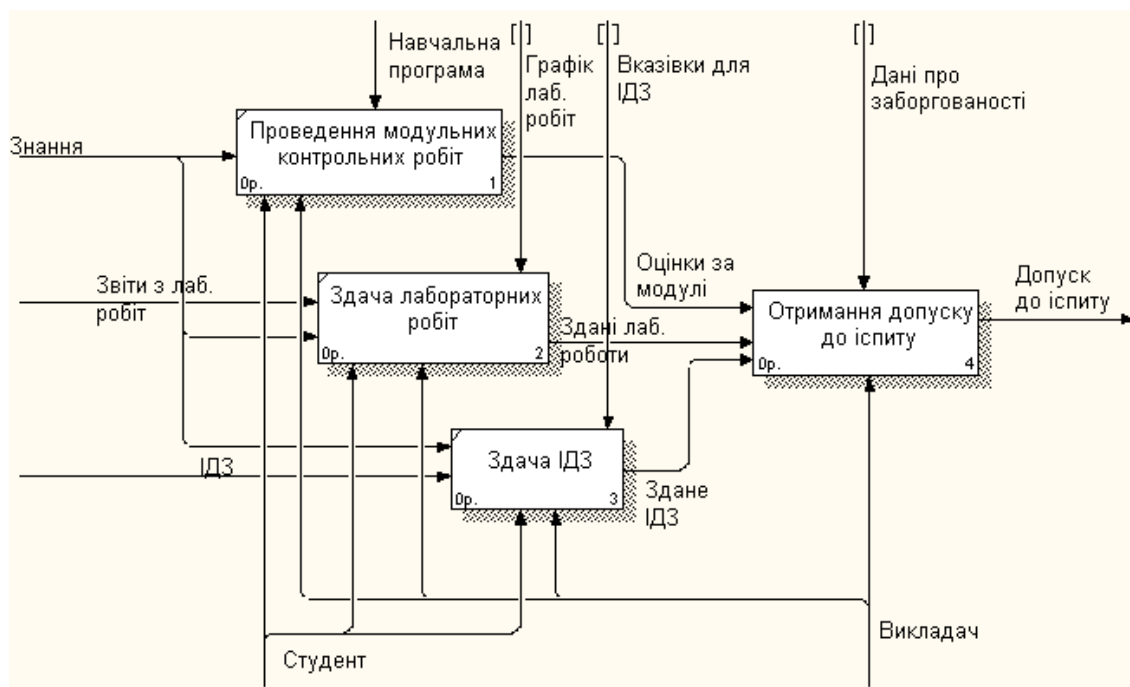 [ ]
[ ]
[ ]
Навчальна
програма
Графік
лаб.
робіт
Вказівки для
ІДЗ
Дані про
заборгованості
Знання
Проведення модульних
контрольних робіт
0р.
1
Звіти з лаб.
робіт
Здача лабораторних
робіт
0р.
2
Оцінки за
модулі
Здані лаб.
роботи
Отримання допуску
до іспиту
0р.
4
Допуск
до іспиту
ІДЗ
Здача ІДЗ
0р.
3
Здане
ІДЗ
Студент
Викладач